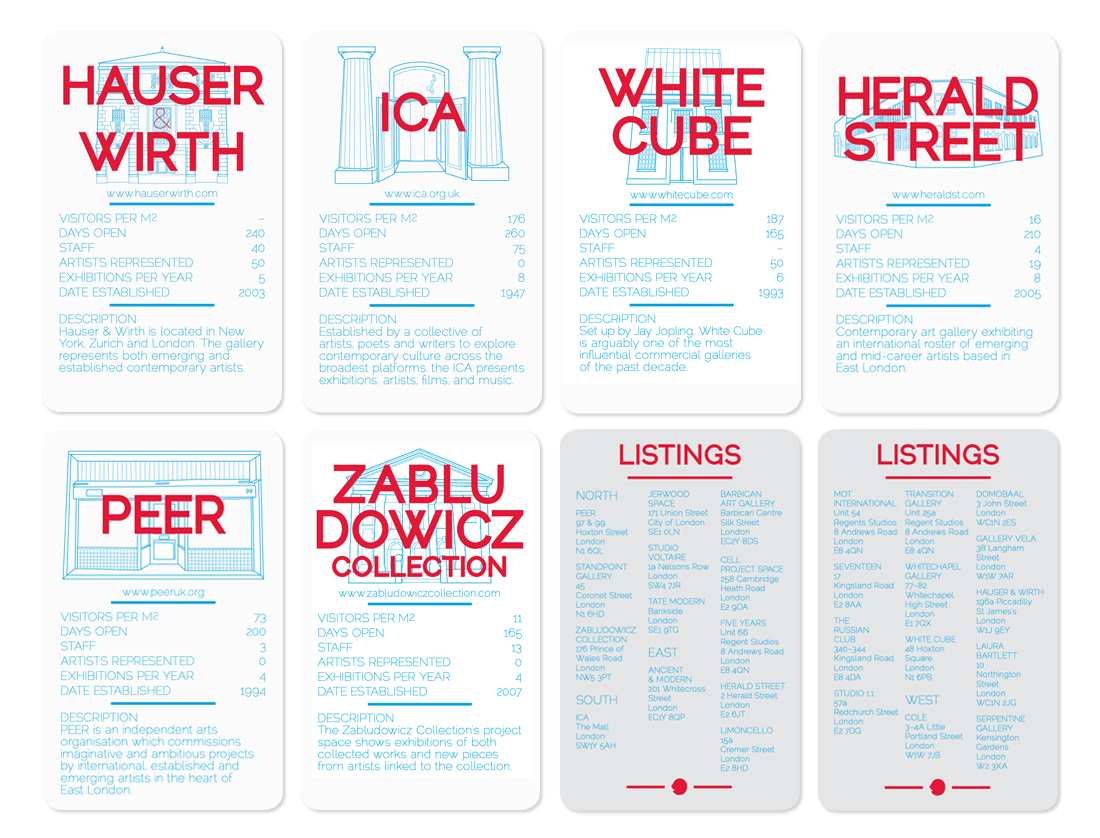 HAUSER
&
WIRTH
www.hauserwirth.com
VISITORS PER M2 –
DAYS OPEN 240
STAFF 40
ARTISTS REPRESENTED 50
EXHIBITIONS PER YEAR 5
DATE ESTABLISHED 2003
DESCRIPTION
Hauser & Wirth is located in New
York, Zurich and London. The gallery
represents both emerging and
established contemporary artists.
ICA
www.ica.org.uk
VISITORS PER M2 176
DAYS OPEN 260
STAFF 75
ARTISTS REPRESENTED 0
EXHIBITIONS PER YEAR 8
DATE ESTABLISHED 1947
DESCRIPTION
Established by a collective of
artists, poets and writers to explore
contemporary culture across the
broadest platforms, the ICA presents
exhibitions, artists, films, and music.
WHITE
CUBE
www.whitecube.com
VISITORS PER M2 187
DAYS OPEN 165
STAFF –
ARTISTS REPRESENTED 50
EXHIBITIONS PER YEAR 6
DATE ESTABLISHED 1993
DESCRIPTION
Set up by Jay Jopling, White Cube
is arguably one of the most
influential commercial galleries
of the past decade.
HERALD
STREET
www.heraldst.com
VISITORS PER M2 16
DAYS OPEN 210
STAFF 4
ARTISTS REPRESENTED 19
EXHIBITIONS PER YEAR 8
DATE ESTABLISHED 2005
DESCRIPTION
Contemporary art gallery exhibiting
an international roster of emerging
and mid-career artists based in
East London.
99
PEER
www.peeruk.org
VISITORS PER M2 73
DAYS OPEN 200
STAFF 3
ARTISTS REPRESENTED 0
EXHIBITIONS PER YEAR 4
DATE ESTABLISHED 1994
DESCRIPTION
PEER is an independent arts
organisation which commissions
imaginative and ambitious projects
by international, established and
emerging artists in the heart of
East London.
ZABLU
DOWICZ
COLLECTION
www.zabludowiczcollection.com
VISITORS PER M2 11
DAYS OPEN 165
STAFF 13
ARTISTS REPRESENTED 0
EXHIBITIONS PER YEAR 4
DATE ESTABLISHED 2007
DESCRIPTION
The Zabludowicz Collection's project
space shows exhibitions of both
collected works and new pieces
from artists linked to the collection.
LISTINGS
NORTH
PEER
97 & 99
Hoxton Street
London
N1 6QL
STANDPOINT
GALLERY
45
Coronet Street
London
N1 6HD
ZABLUDOWICZ
COLLECTION
176 Prince of
Wales Road
London
NW5 3PT
SOUTH
ICA
The Mall
London
SW1Y 5AH
JERWOOD
SPACE
171 Union Street
City of London
SE1 0LN
STUDIO
VOLTAIRE
1a Nelsons Row
London
SW4 7JR
TATE MODERN
Bankside
London
SE1 9TG
EAST
ANCIENT
& MODERN
201 Whitecross
Street
London
EC1Y 8QP
BARBICAN
ART GALLERY
Barbican Centre
Silk Street
London
EC2Y 8DS
CELL
PROJECT SPACE
258 Cambridge
Heath Road
London
E2 9DA
FIVE YEARS
Unit 66
Regent Studios
8 Andrews Road
London
E8 4QN
HERALD STREET
2 Herald Street
London
E2 6JT
LIMONCELLO
15a
Cremer Street
London
E2 8HD
LISTINGS
MOT
INTERNATIONAL
Unit 54
Regents Studios
8 Andrews Road
London
E8 4QN
SEVENTEEN
17
Kingsland Road
London
E2 8AA
THE
RUSSIAN
CLUB
340-344
Kingsland Road
London
E8 4DA
STUDIO 1.1
57a
Redchurch Street
London
E2 7DG
TRANSITION
GALLERY
Unit 25a
Regent Studios
8 Andrews Road
London
E8 4QN
WHITECHAPEL
GALLERY
77–82
Whitechapel
High Street
London
E1 7QX
WHITE CUBE
48 Hoxton
Square
London
N1 6PB
WEST
COLE
3-4A Little
Portland Street
London
W1W 7JB
DOMOBAAL
3 John Street
London
WC1N 2ES
GALLERY VELA
38 Langham
Street
London
W1W 7AR
HAUSER & WIRTH
196a Piccadilly
St James's
London
W1J 9EY
LAURA
BARTLETT
10
Northington
Street
London
WC1N 2JG
SERPENTINE
GALLERY
Kensington
Gardens
London
W2 3XA